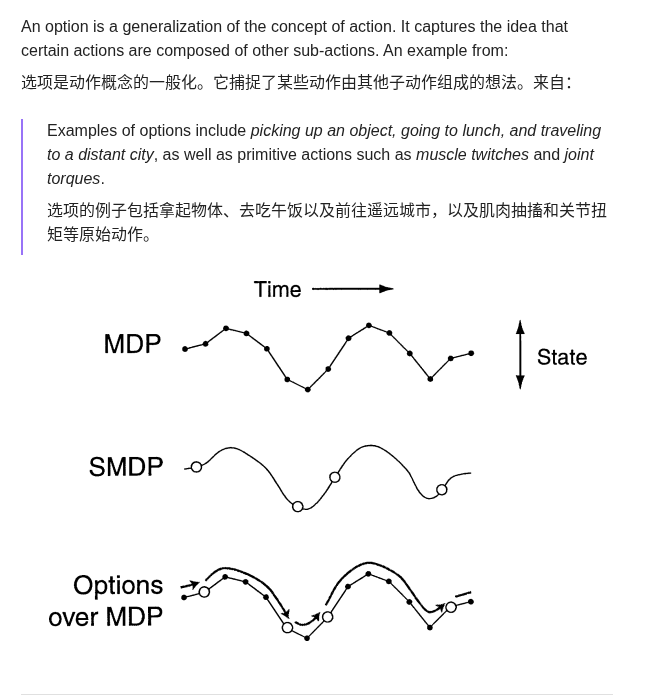 An option is a generalization of the concept of action. It captures the idea that
certain actions are composed of other sub-actions. An example from:
选项是动作概念的一般化。它捕捉了某些动作由其他子动作组成的想法。来自：
Examples of options include picking up an object, going to lunch, and traveling
to a distant city, as well as primitive actions such as muscle twitches and joint
torques.
选项的例子包括拿起物体、去吃午饭以及前往遥远城市，以及肌肉抽搐和关节扭
矩等原始动作。
Time
MDP
State
SMDP
Options
over MDP